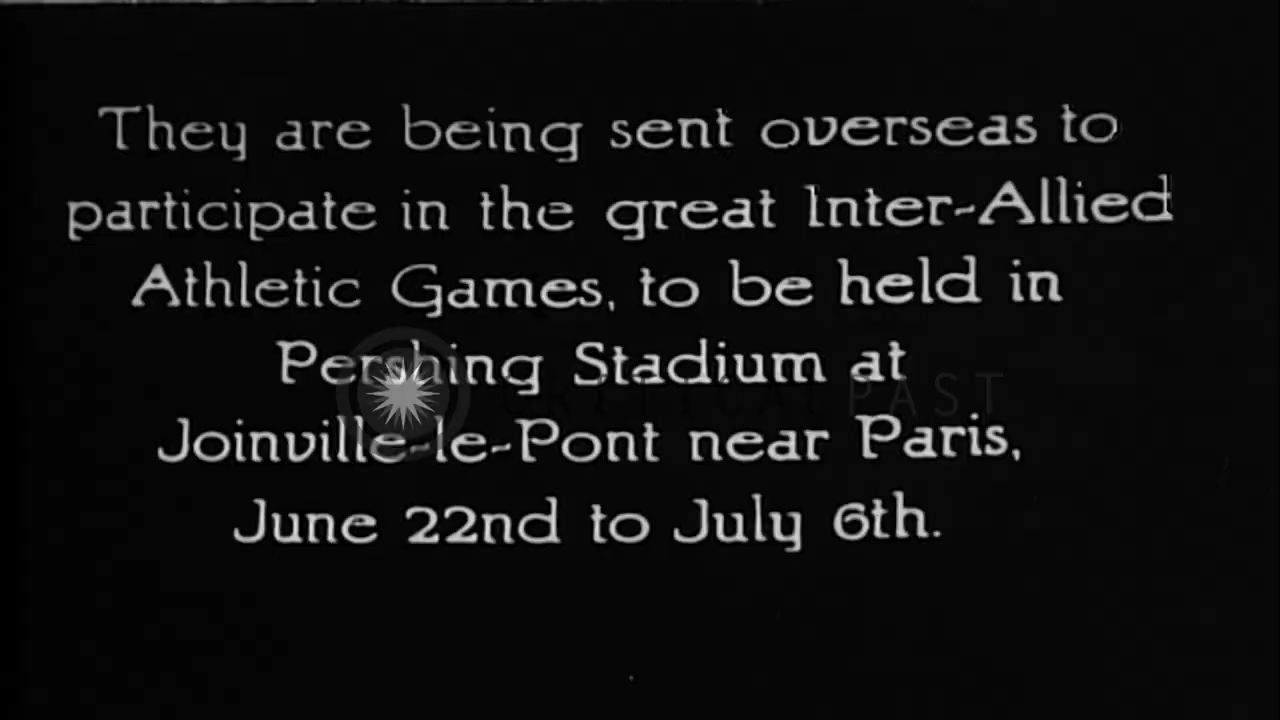 They are being sent overseas to
participate in the great Inter-Allied
Athletic Games, to be held in
Pershing Stadium at
CRITICALPAST
Joinville-le-Pont near Paris,
June 22nd to July 6th.